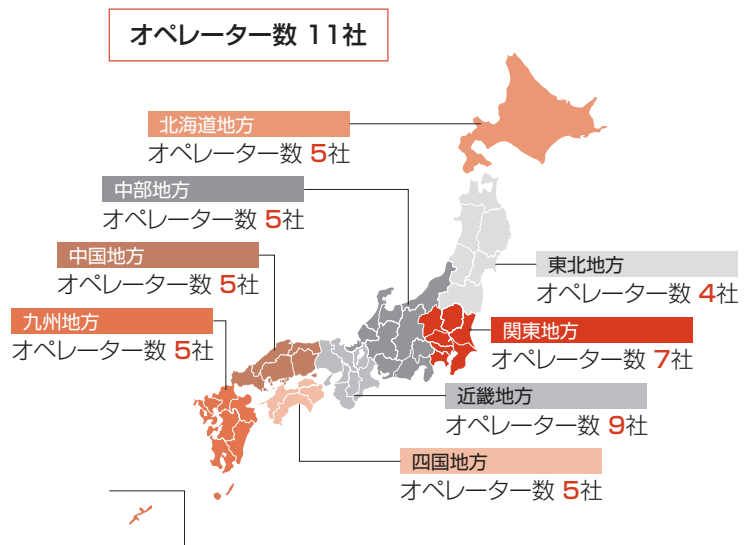 オペレーター数 11社
北海道地方
オペレーター数 5社
中部地方
オペレーター数 5社
中国地方
オペレーター数 5社
九州地方
オペレーター数 5社
東北地方
オペレーター数 4社
関東地方
オペレーター数 7社
近畿地方
オペレーター数 9社
四国地方
オペレーター数 5社